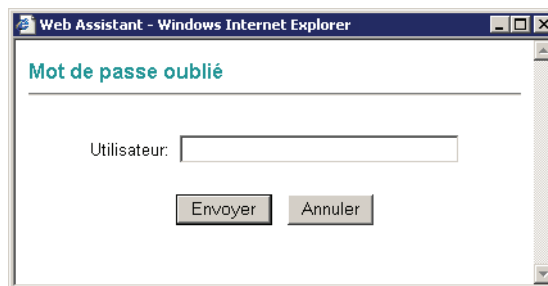 Web Assistant - Windows Internet Explorer
Mot de passe oublié
Utilisateur:
Envoyer Annuler